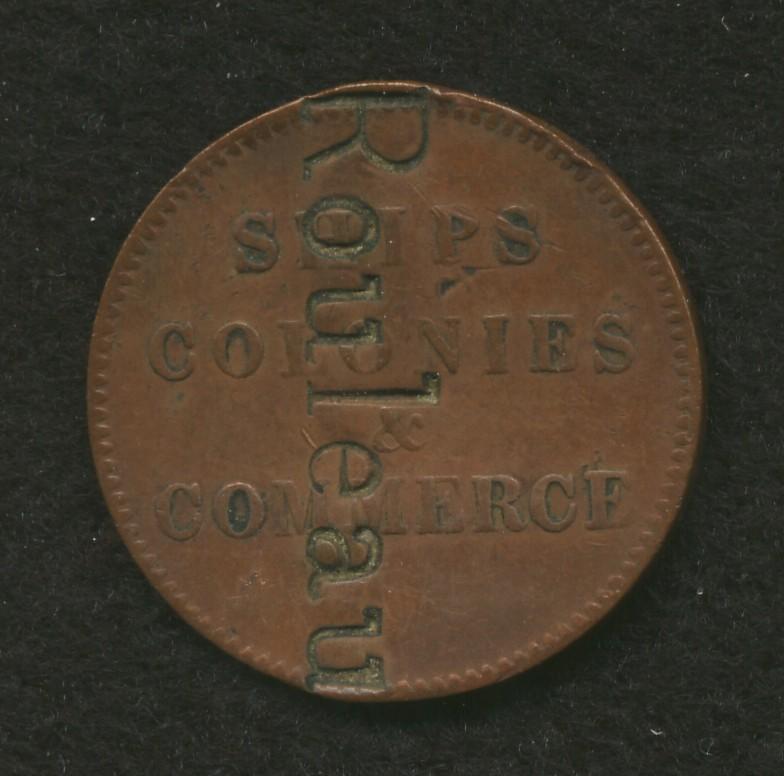 SHIPS
COLONIES
&
COMMERCE
Rouleau